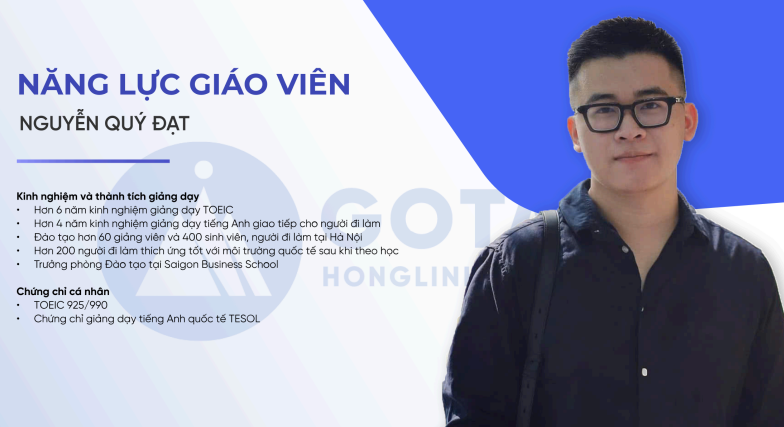 NĂNG LỰC GIÁO VIÊN
NGUYỄN QUÝ ĐẠT
Kinh nghiệm và thành tích giảng dạy
• Hơn 6 năm kinh nghiệm giảng dạy TOEIC
• Hơn 4 năm kinh nghiệm giảng dạy tiếng Anh giao tiếp cho người đi làm
• Đào tạo hơn 60 giảng viên và 400 sinh viên, người đi làm tại Hà Nội
• Hơn 200 người đi làm thích ứng tốt với môi trường quốc tế sau khi theo học
• Trưởng phòng Đào tạo tại Saigon Business School
Chứng chỉ cá nhân
• TOEIC 925/990
• Chứng chỉ giảng dạy tiếng Anh quốc tế TESOL